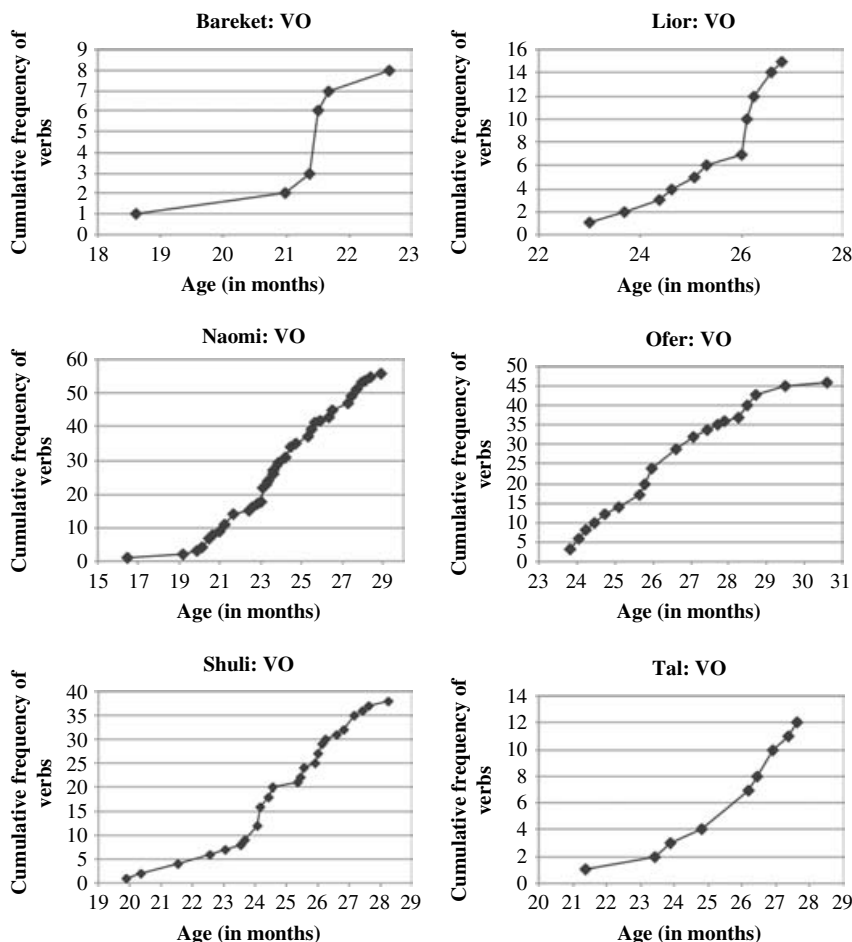 Bareket: VO
Cumulative frequency of
verbs
9
8
7
6
5
4
3
2
1
0
18 19 20 21 22 23
Age (in months)
Lior: VO
Cumulative frequency of
verbs
16
14
12
10
8
6
4
2
0
22 24 26 28
Age (in months)
Naomi: VO
Cumulative frequency of
verbs
60
50
40
30
20
10
0
15 17 19 21 23 25 27 29
Age (in months)
Ofer: VO
Cumulative frequency of
verbs
50
45
40
35
30
25
20
15
10
5
0
23 24 25 26 27 28 29 30 31
Age (in months)
Shuli: VO
Cumulative frequency of
verbs
40
35
30
25
20
15
10
5
0
19 20 21 22 23 24 25 26 27 28 29
Age (in months)
Tal: VO
Cumulative frequency of
verbs
14
12
10
8
6
4
2
0
20 21 22 23 24 25 26 27 28 29
Age (in months)